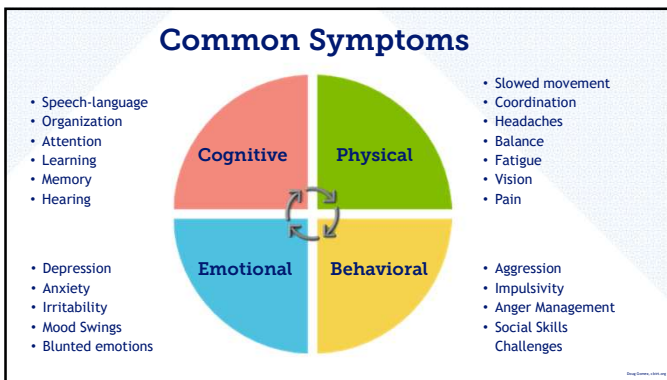 Common Symptoms
• Speech-language
• Organization
• Attention
• Learning
• Memory
• Hearing
Cognitive
Physical
• Slowed movement
• Coordination
• Headaches
• Balance
• Fatigue
• Vision
• Pain
• Depression
• Anxiety
• Irritability
• Mood Swings
• Blunted emotions
Emotional
Behavioral
• Aggression
• Impulsivity
• Anger Management
• Social Skills
Challenges